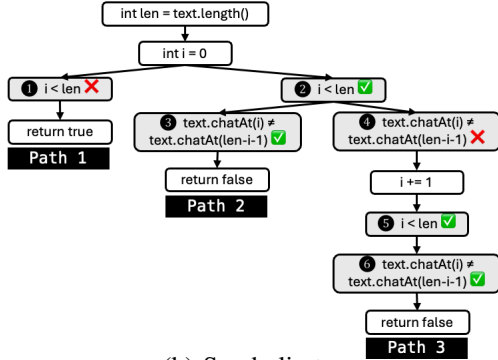 int len = text.length()
int i = 0
❶ i < len ❌
❷ i < len ✅
return true
Path 1
❸ text.chatAt(i) ≠
text.chatAt(len-i-1) ✅
return false
Path 2
❹ text.chatAt(i) ≠
text.chatAt(len-i-1) ❌
i += 1
❺ i < len ✅
❻ text.chatAt(i) ≠
text.chatAt(len-i-1) ✅
return false
Path 3